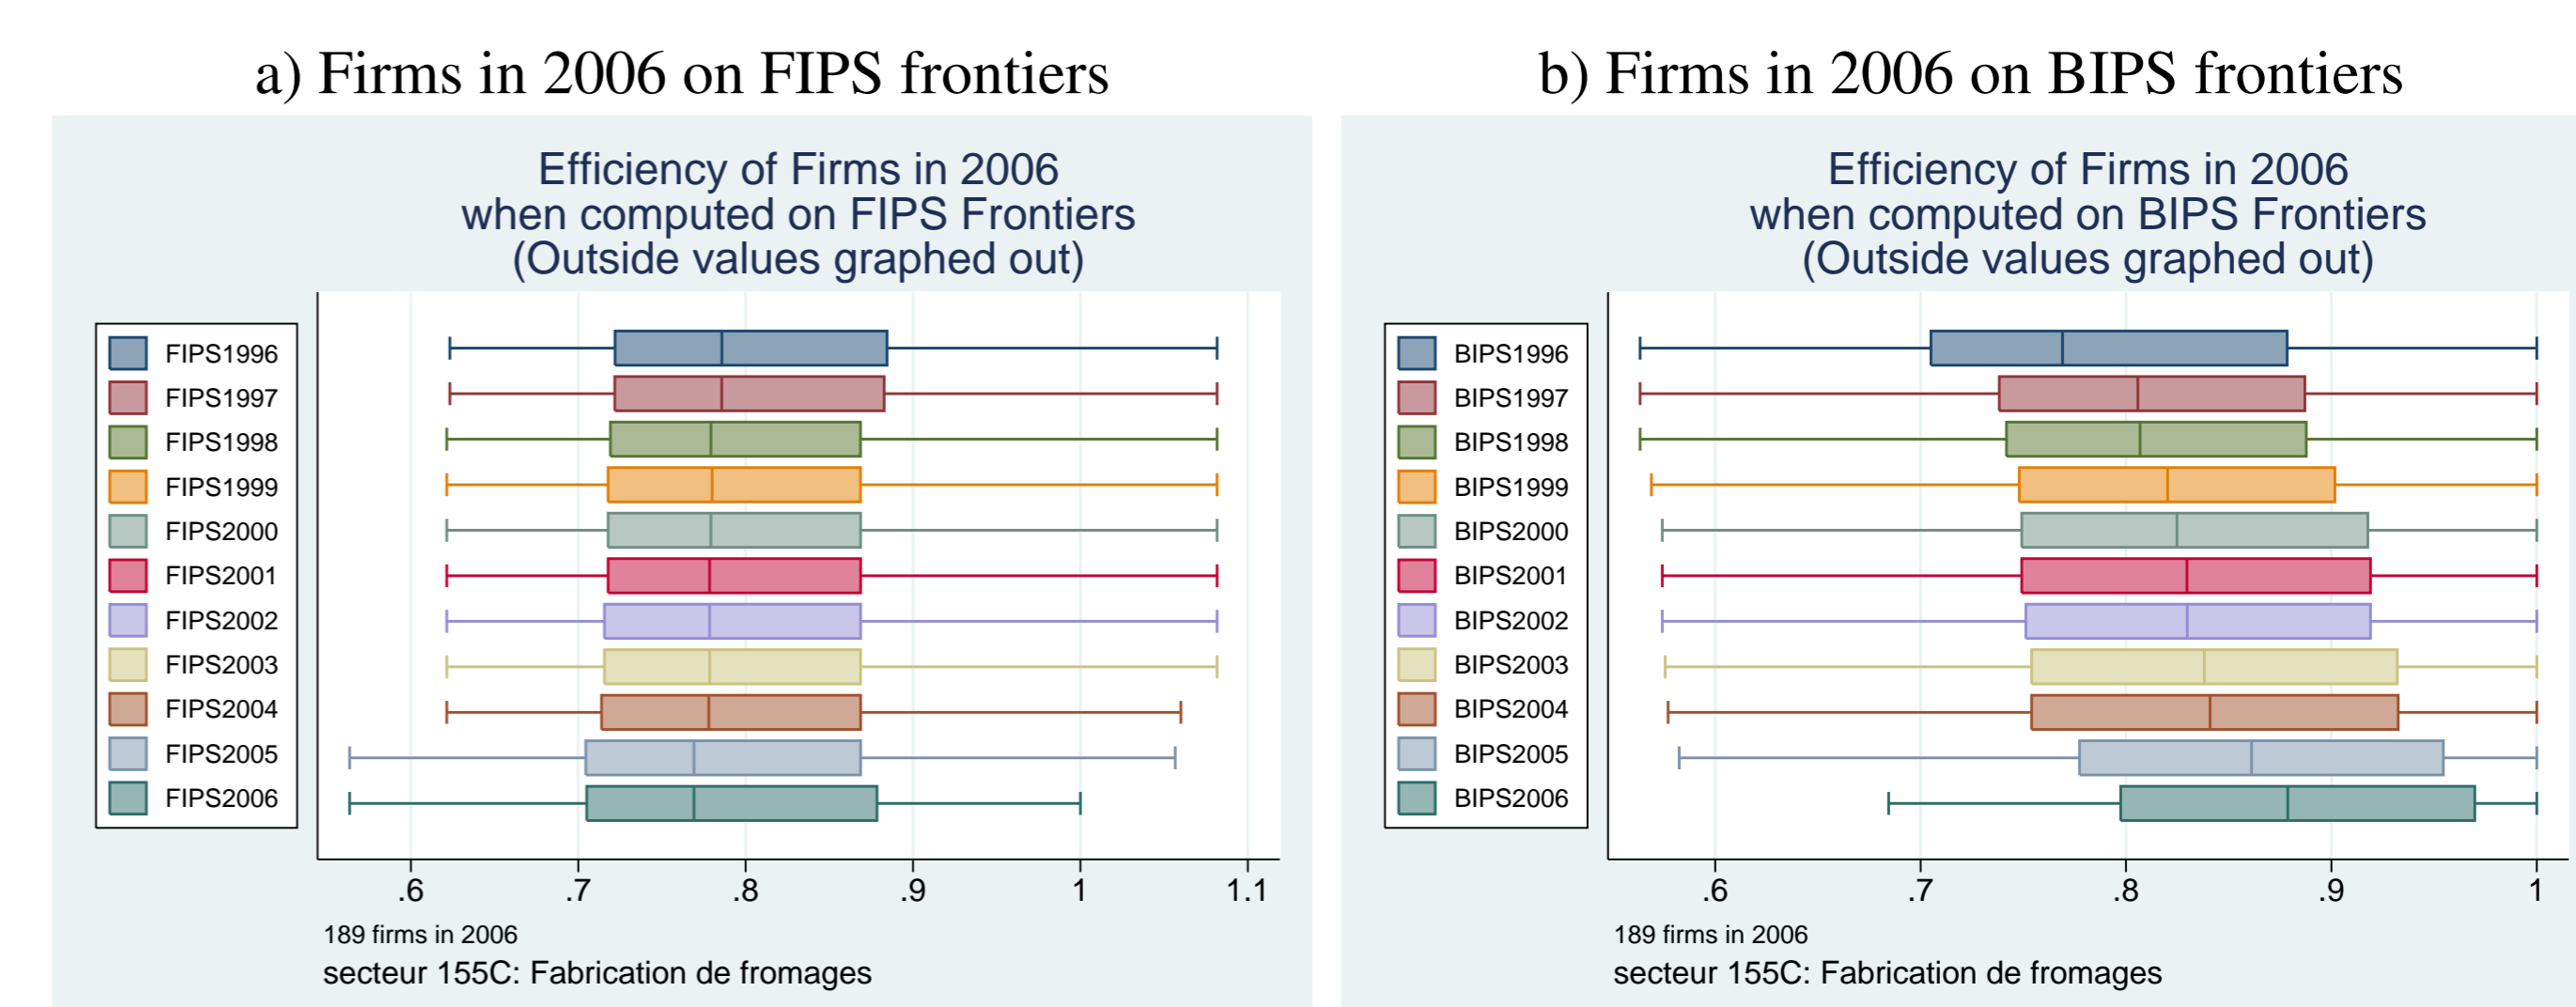 a) Firms in 2006 on FIPS frontiers
Efficiency of Firms in 2006
when computed on FIPS Frontiers
(Outside values graphed out)
FIPS1996
FIPS1997
FIPS1998
FIPS1999
FIPS2000
FIPS2001
FIPS2002
FIPS2003
FIPS2004
FIPS2005
FIPS2006
.6 .7 .8 .9 1 1.1
189 firms in 2006
secteur 155C: Fabrication de fromages
b) Firms in 2006 on BIPS frontiers
Efficiency of Firms in 2006
when computed on BIPS Frontiers
(Outside values graphed out)
BIPS1996
BIPS1997
BIPS1998
BIPS1999
BIPS2000
BIPS2001
BIPS2002
BIPS2003
BIPS2004
BIPS2005
BIPS2006
.6 .7 .8 .9 1
189 firms in 2006
secteur 155C: Fabrication de fromages